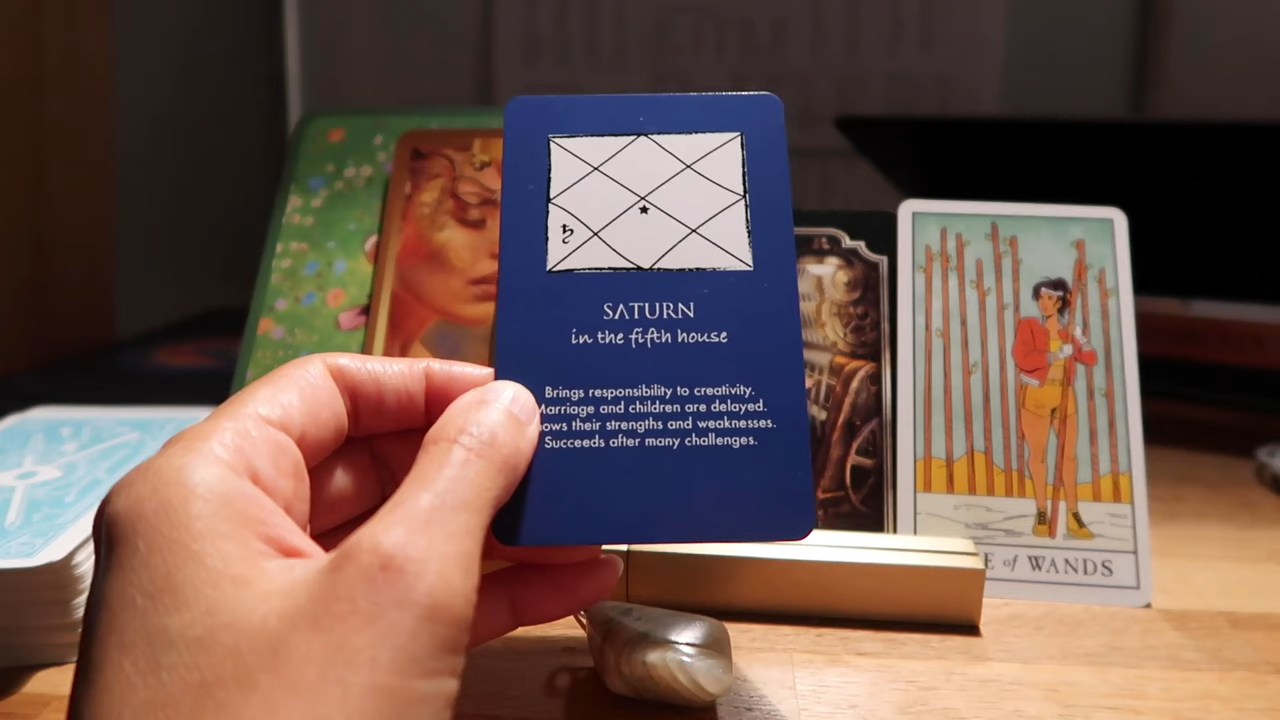 SATURN
in the fifth house
Brings responsibility to creativity.
Marriage and children are delayed.
ows their strengths and weaknesses.
Succeeds after many challenges.
E of WANDS